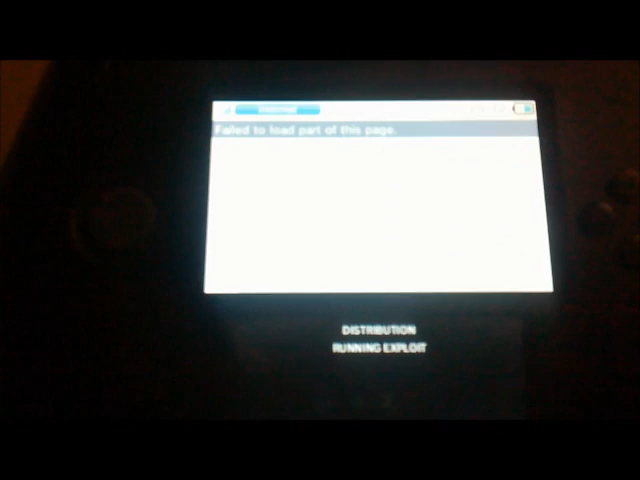 Failed to load part of this page.
DISTRIBUTION
RUNNING EXPLOIT